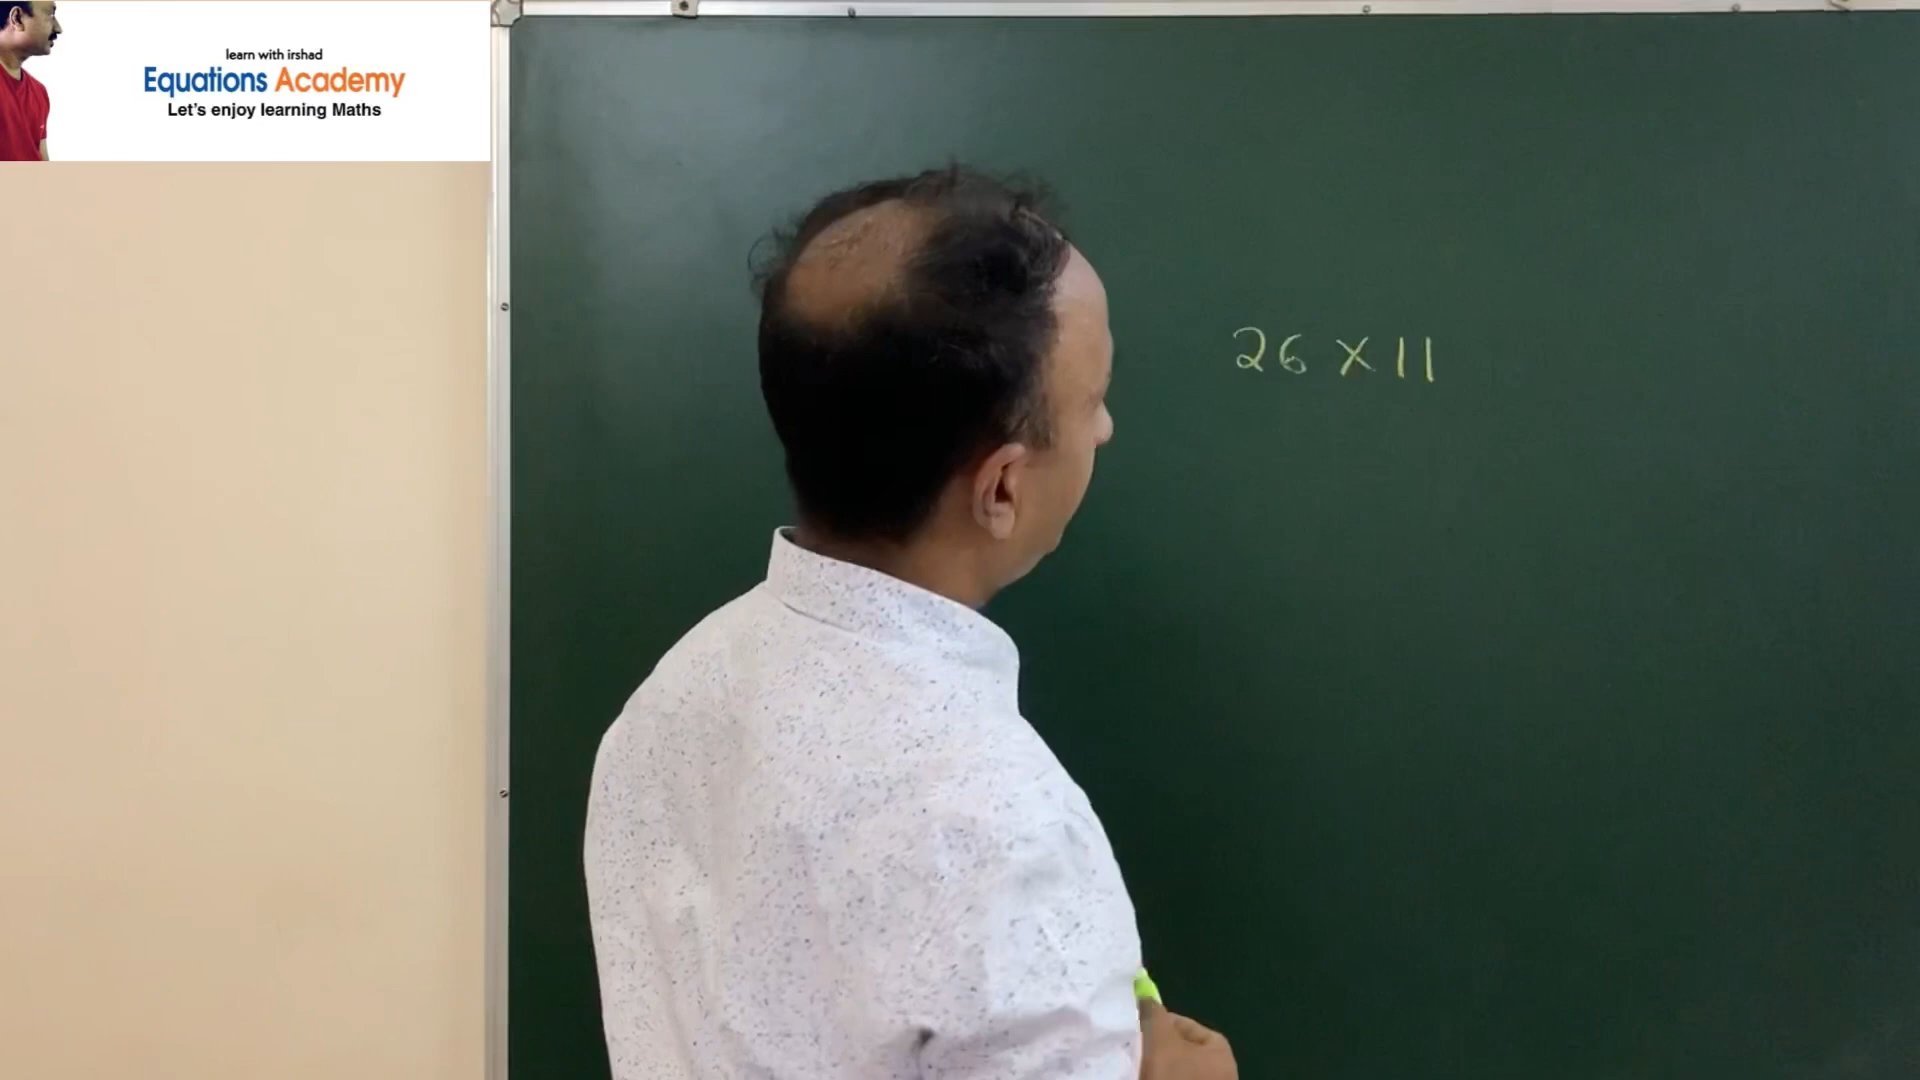 learn with irshad
Equations Academy
Let's enjoy learning Maths
26 × 11